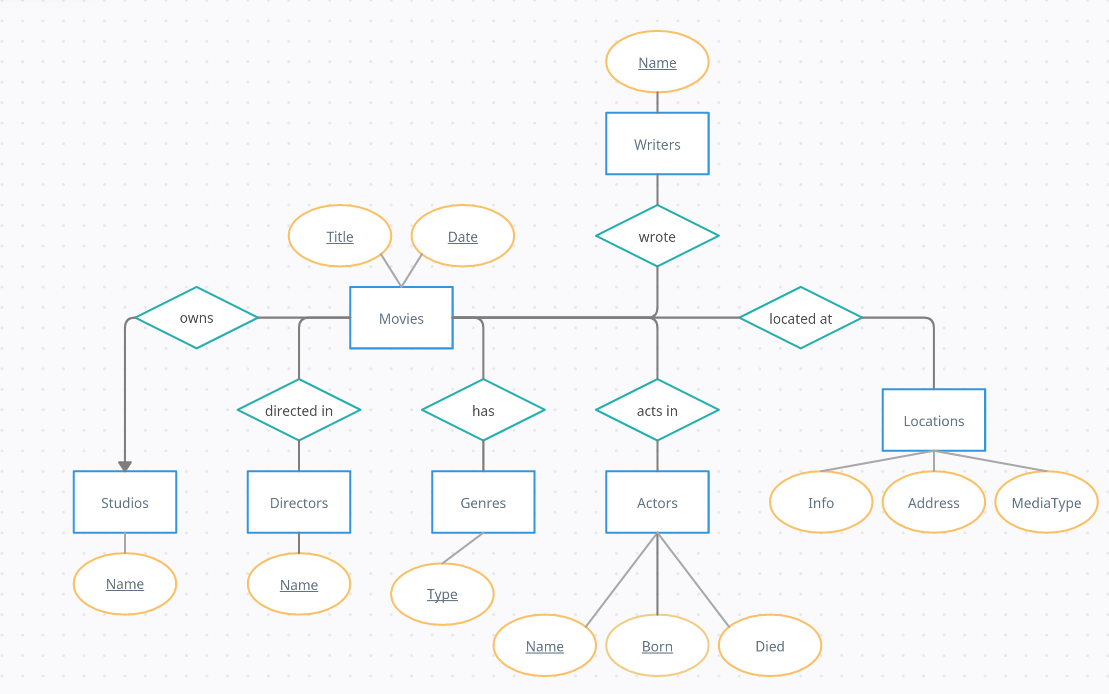 Name
Writers
wrote
Title
Date
owns
Movies
located at
directed in
has
acts in
Locations
Studios
Directors
Genres
Actors
Info
Address
MediaType
Name
Name
Type
Name
Born
Died